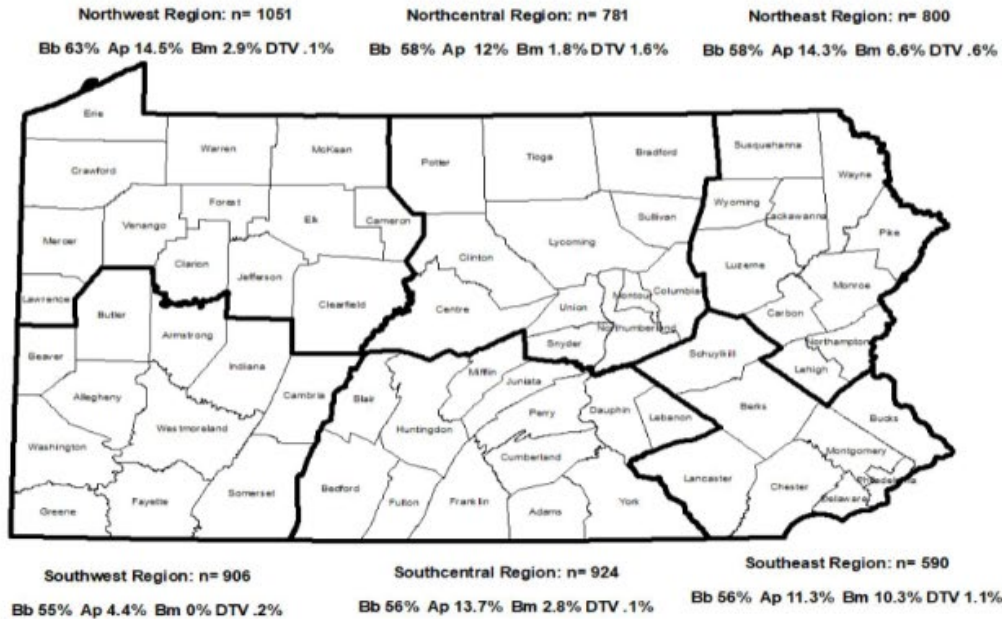 Northwest Region: n= 1051 Northcentral Region: n= 781 Northeast Region: n= 800
Bb 63% Ap 14.5% Bm 2.9% DTV .1% Bb 58% Ap 12% Bm 1.8% DTV 1.6% Bb 58% Ap 14.3% Bm 6.6% DTV .6%
Erie
Warren McKean Potter Tioga Bradford Susquehanna
Crawford Wayne
Forest Elk Cameron Sullivan Wyoming Lackawanna
Mercer Venango Lycoming Pike
Clarion Jefferson Clinton Luzerne
Lawrence Clearfield Centre Union Montour Columbia Monroe
Butler Carbon
Armstrong Snyder Northumberland Northampton
Beaver Indiana Schuylkill Lehigh
Allegheny Cambria Blair Mifflin Juniata
Huntingdon Perry Dauphin Lebanon Berks Bucks
Washington Westmoreland Cumberland Montgomery
Bedford Lancaster Chester Delaware Philadelphia
Greene Fayette Somerset Fulton Franklin Adams York
Southwest Region: n= 906 Southcentral Region: n= 924 Southeast Region: n= 590
Bb 55% Ap 4.4% Bm 0% DTV .2% Bb 56% Ap 13.7% Bm 2.8% DTV .1% Bb 56% Ap 11.3% Bm 10.3% DTV 1.1%